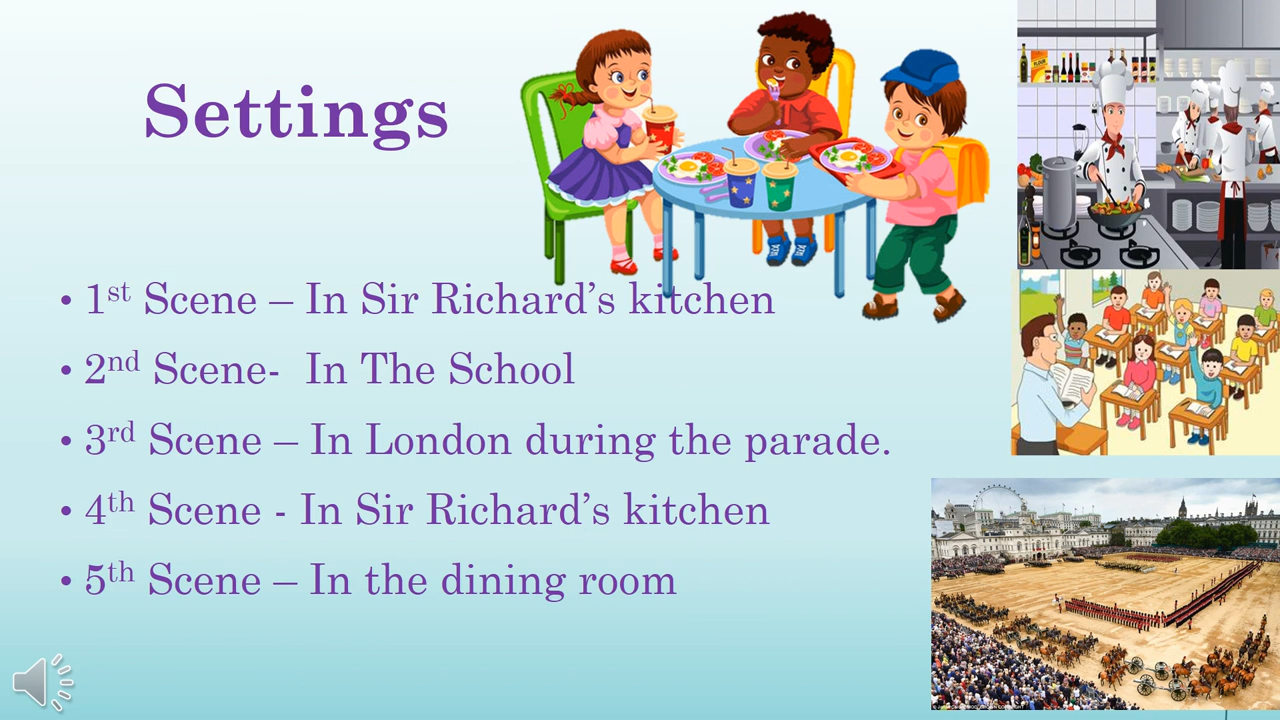 Settings
• 1st Scene – In Sir Richard’s kitchen
• 2nd Scene-  In The School
• 3rd Scene – In London during the parade.
• 4th Scene - In Sir Richard’s kitchen
• 5th Scene – In the dining room
FLOUR